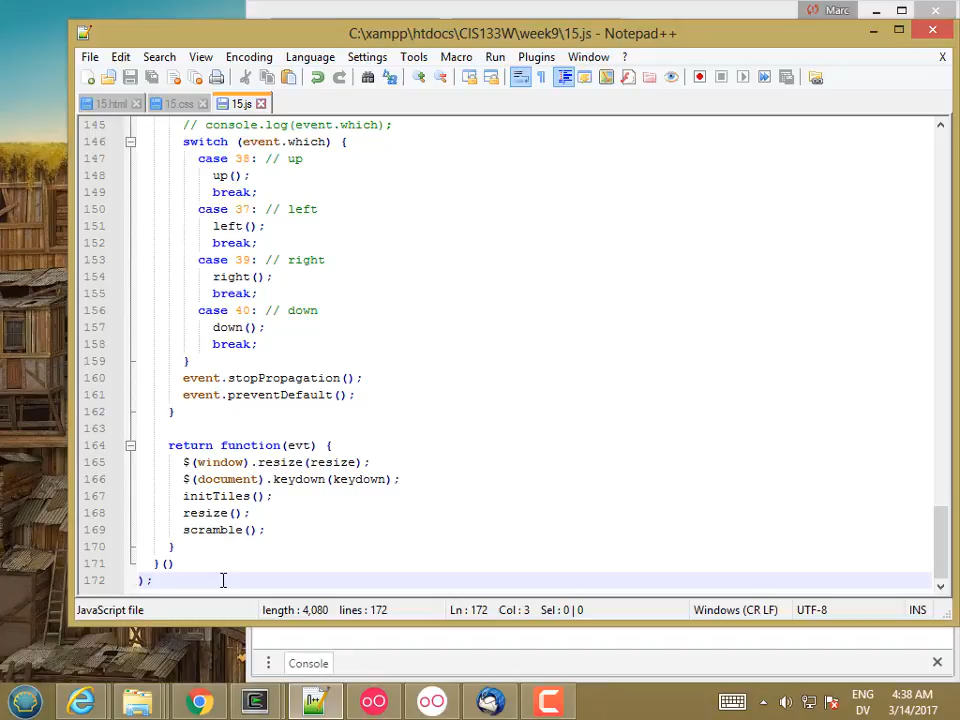 Marc
C:\xampp\htdocs\CIS133W\week9\15.js - Notepad++
File Edit Search View Encoding Language Settings Tools Macro Run Plugins Window ? X
15.html 15.css 15.js
145 // console.log(event.which);
146 switch (event.which) {
147 case 38: // up
148 up();
149 break;
150 case 37: // left
151 left();
152 break;
153 case 39: // right
154 right();
155 break;
156 case 40: // down
157 down();
158 break;
159 }
160 event.stopPropagation();
161 event.preventDefault();
162 }
163
164 return function(evt) {
165 $(window).resize(resize);
166 $(document).keydown(keydown);
167 initTiles();
168 resize();
169 scramble();
170 }
171 }()
172 );
JavaScript file length : 4,080 lines : 172 Ln : 172 Col : 3 Sel : 0 | 0 Windows (CR LF) UTF-8 INS
Console
ENG 4:38 AM
DV 3/14/2017